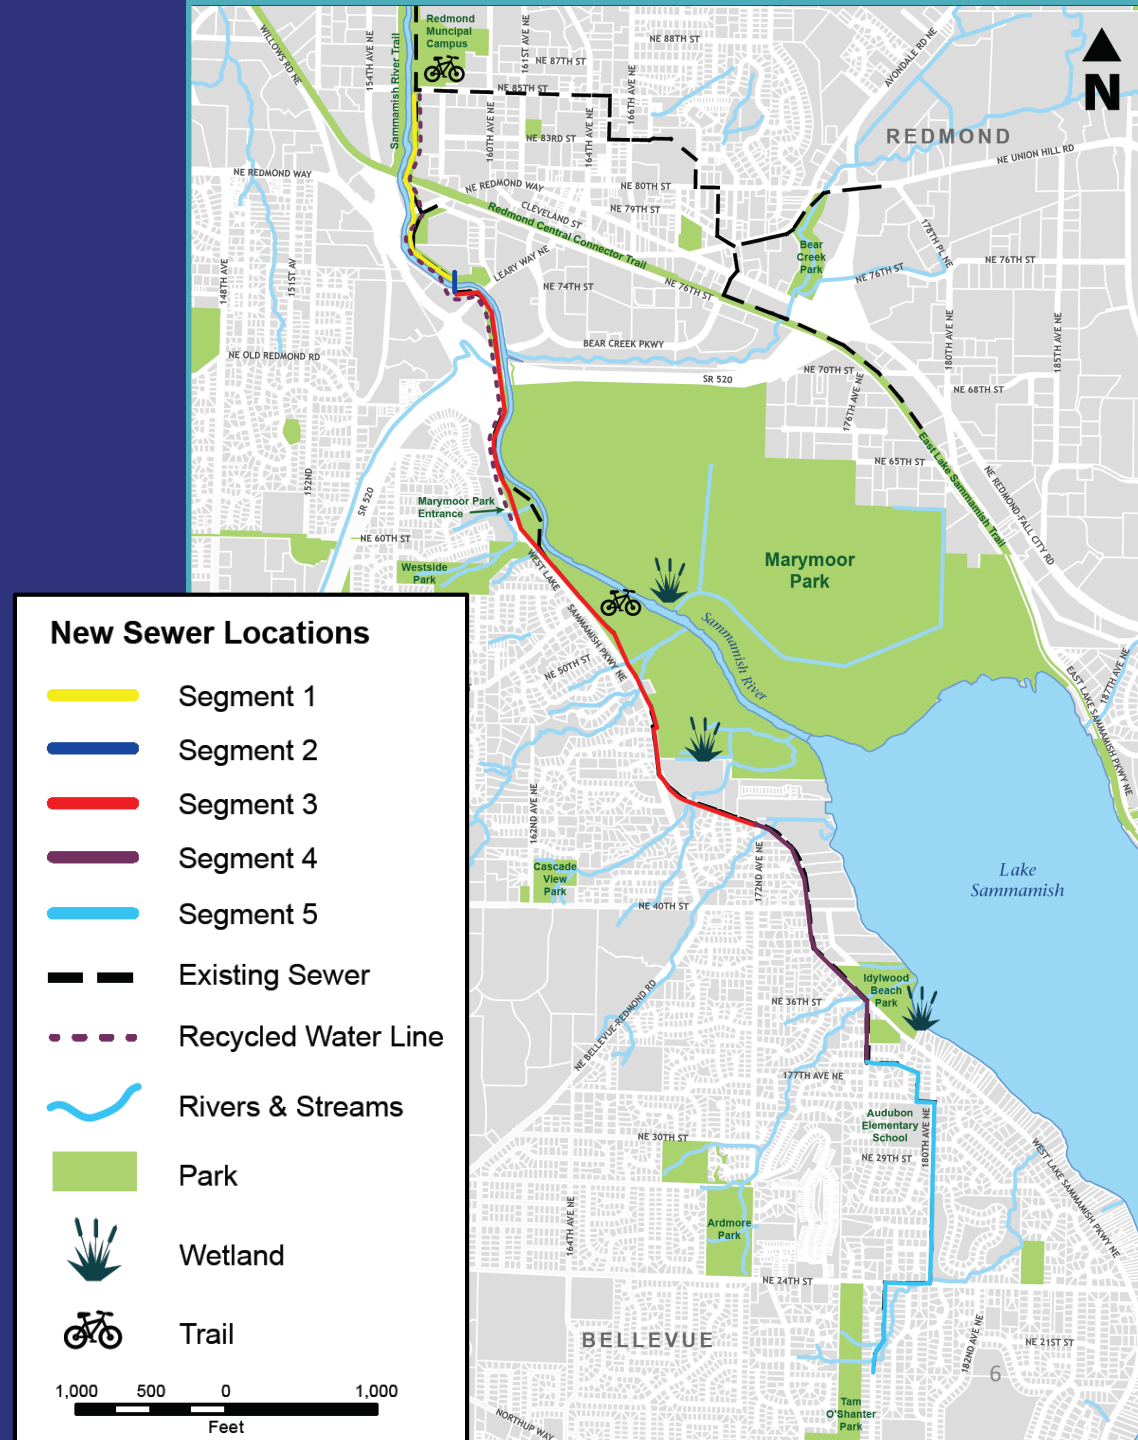 Redmond
Muncipal
Campus
NE 88TH ST
NE 87TH ST
NE 85TH ST
NE 83RD ST
161ST AVE NE
166TH AVE NE
160TH AVE NE
164TH AVE NE
154TH AVE NE
WILLOWS RD NE
Sammamish River Trail
AVONDALE RD NE
N
REDMOND
NE UNION HILL RD
NE REDMOND WAY
NE REDMOND WAY
NE 80TH ST
NE 79TH ST
CLEVELAND ST
Redmond Central Connector Trail
LEARY WAY NE
NE 74TH ST
NE 76TH ST
Bear
Creek
Park
NE 76TH ST
178TH PL NE
NE 76TH ST
148TH AVE
151ST AV
NE OLD REDMOND RD
BEAR CREEK PKWY
SR 520
NE 70TH ST
176TH AVE NE
180TH AVE NE
185TH AVE NE
NE 68TH ST
NE 65TH ST
East Lake Sammamish Trail
NE REDMOND-FALL CITY RD
152ND
SR 520
NE 60TH ST
Marymoor Park
Entrance
Westside
Park
WEST LAKE
SAMMAMISH PKWY NE
NE 50TH ST
Marymoor
Park
Sammamish River
EAST LAKE SAMMAMISH PKWY NE
187TH AVE NE
162ND AVE NE
Cascade
View
Park
NE 40TH ST
172ND AVE NE
Lake
Sammamish
Idylwood
Beach
Park
NE 36TH ST
NE BELLEVUE-REDMOND RD
177TH AVE NE
Audubon
Elementary
School
180TH AVE NE
NE 30TH ST
NE 29TH ST
WEST LAKE SAMMAMISH PKWY NE
164TH AVE NE
Ardmore
Park
NE 24TH ST
BELLEVUE
182ND AVE NE
NE 21ST ST
6
Tam
O'Shanter
Park
NORTHUP WAY
New Sewer Locations
Segment 1
Segment 2
Segment 3
Segment 4
Segment 5
Existing Sewer
Recycled Water Line
Rivers & Streams
Park
Wetland
Trail
1,000 500 0 1,000
Feet